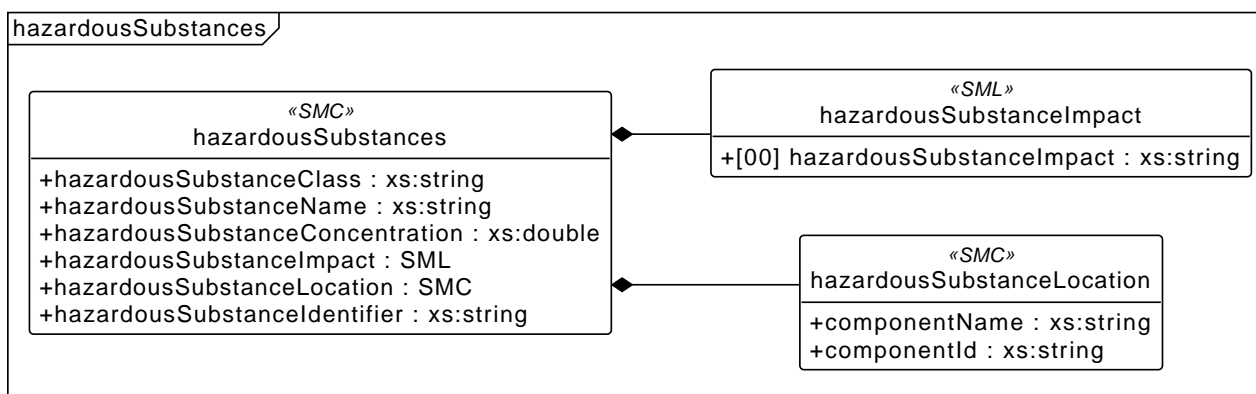 hazardousSubstances
«SMC»
hazardousSubstances
+hazardousSubstanceClass : xs:string
+hazardousSubstanceName : xs:string
+hazardousSubstanceConcentration : xs:double
+hazardousSubstanceImpact : SML
+hazardousSubstanceLocation : SMC
+hazardousSubstanceIdentifier : xs:string
«SML»
hazardousSubstanceImpact
+[00] hazardousSubstanceImpact : xs:string
«SMC»
hazardousSubstanceLocation
+componentName : xs:string
+componentId : xs:string